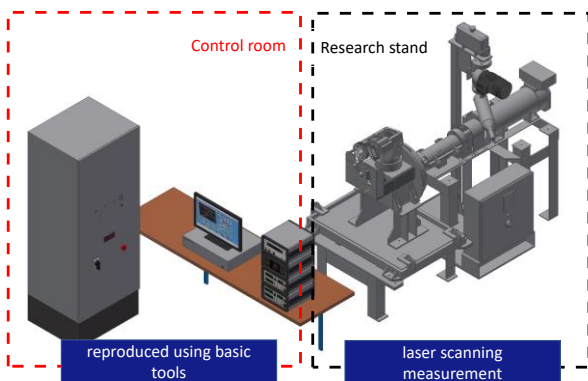 Control room
Research stand
reproduced using basic
tools
laser scanning
measurement